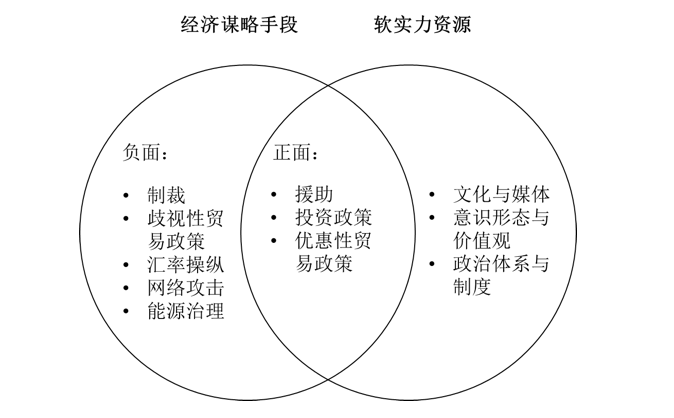 经济谋略手段
软实力资源
负面：
• 制裁
• 歧视性贸
易政策
• 汇率操纵
• 网络攻击
• 能源治理
正面：
• 援助
• 投资政策
• 优惠性贸
易政策
• 文化与媒体
• 意识形态与
价值观
• 政治体系与
制度